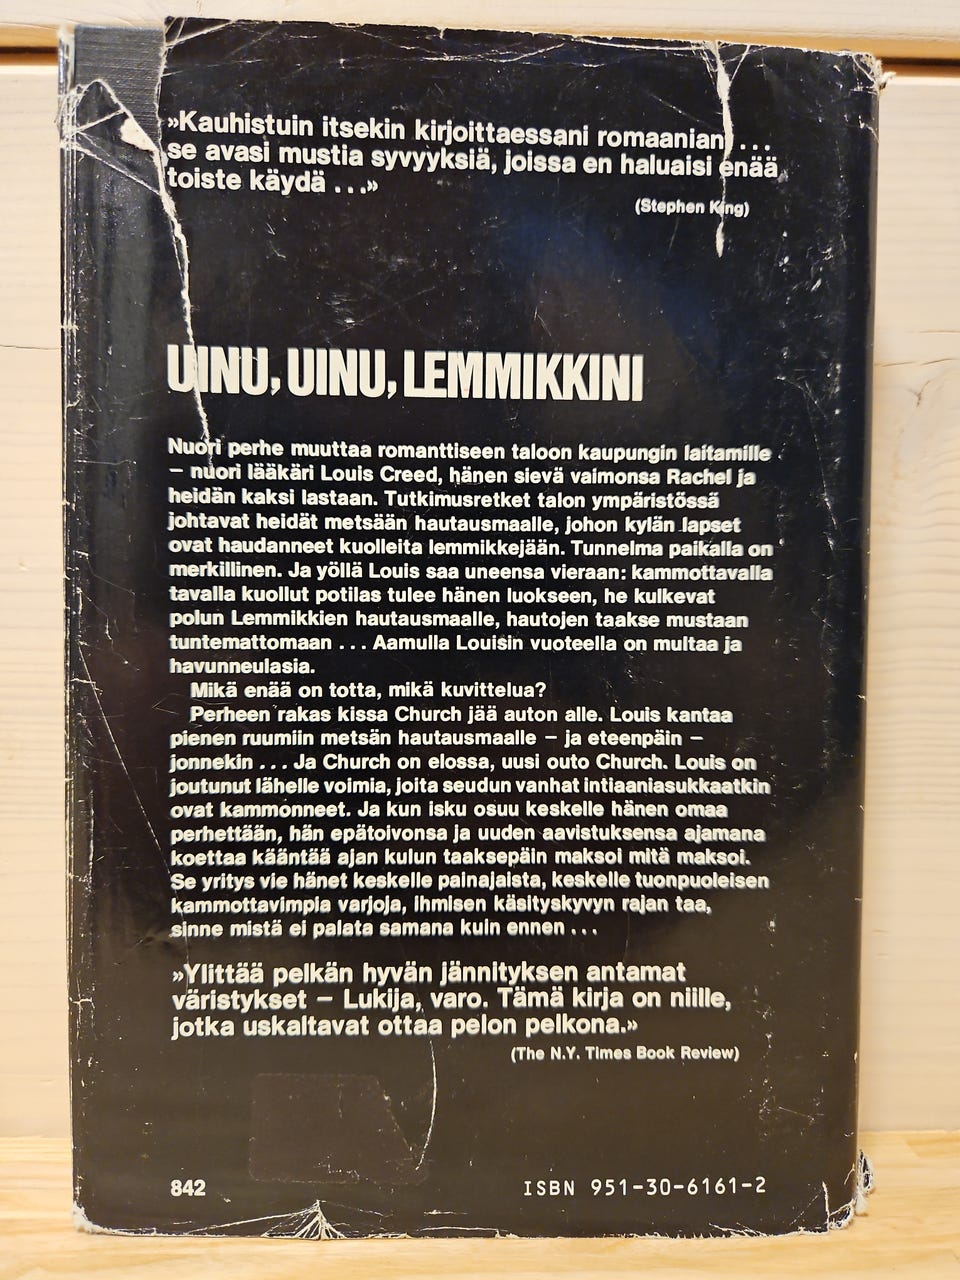 »Kauhistuin itsekin kirjoittaessani romaaniani ...
se avasi mustia syvyyksiä, joissa en haluaisi enää
toiste käydä ...»
(Stephen King)
UINU, UINU, LEMMIKKINI
Nuori perhe muuttaa romanttiseen taloon kaupungin laitamille
– nuori lääkäri Louis Creed, hänen sievä vaimonsa Rachel ja
heidän kaksi lastaan. Tutkimusretket talon ympäristössä
johtavat heidät metsään hautausmaalle, johon kylän lapset
ovat haudanneet kuolleita lemmikkejään. Tunnelma paikalla on
merkillinen. Ja yöllä Louis saa uneensa vieraan: kammottavalla
tavalla kuollut potilas tulee hänen luokseen, he kulkevat
polun Lemmikkien hautausmaalle, hautojen taakse mustaan
tuntemattomaan ... Aamulla Louisin vuoteella on multaa ja
havunneulasia.
Mikä enää on totta, mikä kuvittelua?
Perheen rakas kissa Church jää auton alle. Louis kantaa
pienen ruumiin metsän hautausmaalle – ja eteenpäin –
jonnekin ... Ja Church on elossa, uusi outo Church. Louis on
joutunut lähelle voimia, joita seudun vanhat intiaaniasukkaatkin
ovat kammonneet. Ja kun isku osuu keskelle hänen omaa
perhettään, hän epätoivonsa ja uuden aavistuksensa ajamana
koettaa kääntää ajan kulun taaksepäin maksoi mitä maksoi.
Se yritys vie hänet keskelle painajaista, keskelle tuonpuoleisen
kammottavimpia varjoja, ihmisen käsityskyvyn rajan taa,
sinne mistä ei palata samana kuin ennen ...
»Ylittää pelkän hyvän jännityksen antamat
väristykset – Lukija, varo. Tämä kirja on niille,
jotka uskaltavat ottaa pelon pelkona.»
(The N.Y. Times Book Review)
842
ISBN 951-30-6161-2